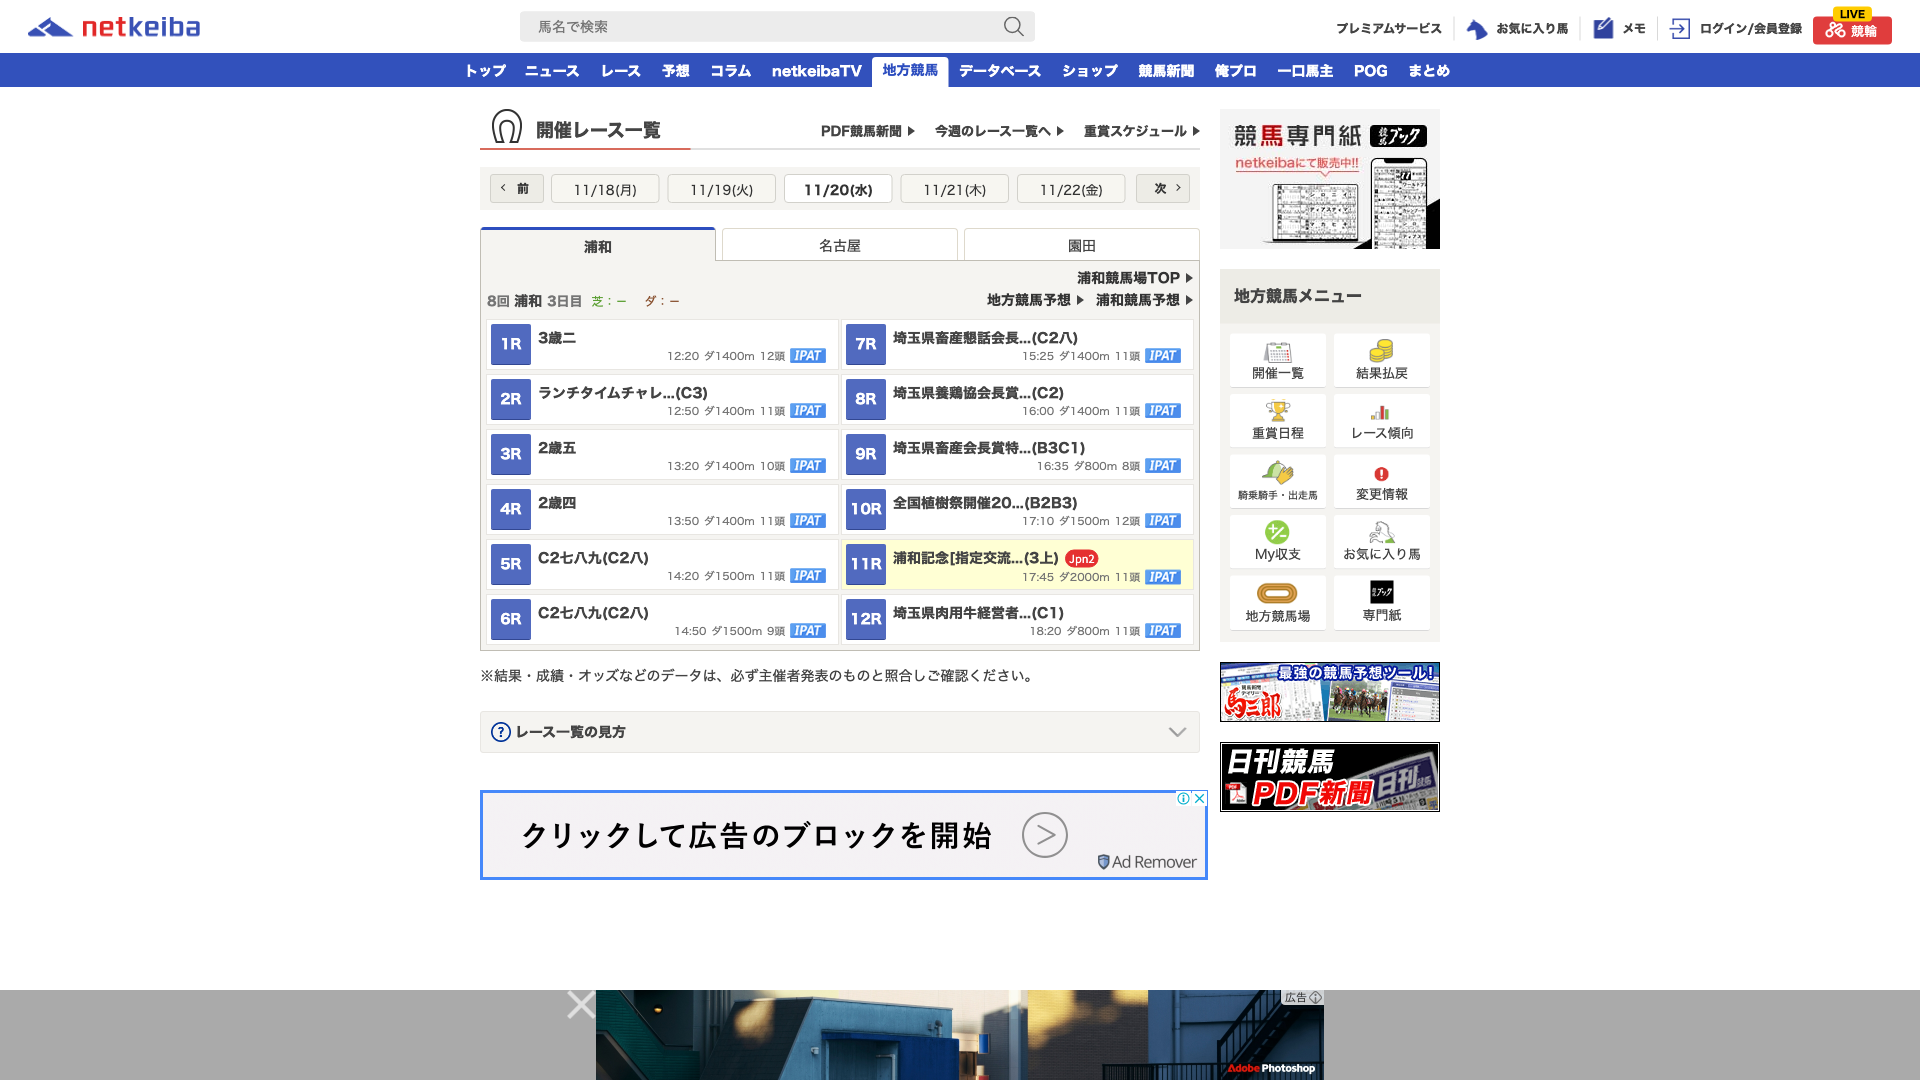 netkeiba
馬名で検索
プレミアムサービス
お気に入り馬
メモ
ログイン/会員登録
LIVE
競輪
トップ ニュース レース 予想 コラム netkeibaTV 地方競馬 データベース ショップ 競馬新聞 俺プロ 一口馬主 POG まとめ
開催レース一覧
PDF競馬新聞
今週のレース一覧へ
重賞スケジュール
前 11/18(月) 11/19(火) 11/20(水) 11/21(木) 11/22(金) 次
浦和 名古屋 園田
浦和競馬場TOP
8回 浦和 3日目 芝:− ダ:−
地方競馬予想 浦和競馬予想
1R 3歳二
12:20 ダ1400m 12頭 IPAT
2R ランチタイムチャレ...(C3)
12:50 ダ1400m 11頭 IPAT
3R 2歳五
13:20 ダ1400m 10頭 IPAT
4R 2歳四
13:50 ダ1400m 11頭 IPAT
5R C2七八九(C2八)
14:20 ダ1500m 11頭 IPAT
6R C2七八九(C2八)
14:50 ダ1500m 9頭 IPAT
7R 埼玉県畜産懇話会長...(C2八)
15:25 ダ1400m 11頭 IPAT
8R 埼玉県養鶏協会長賞...(C2)
16:00 ダ1400m 11頭 IPAT
9R 埼玉県畜産会長賞特...(B3C1)
16:35 ダ800m 8頭 IPAT
10R 全国植樹祭開催20...(B2B3)
17:10 ダ1500m 12頭 IPAT
11R 浦和記念[指定交流...(3上) Jpn2
17:45 ダ2000m 11頭 IPAT
12R 埼玉県肉用牛経営者...(C1)
18:20 ダ800m 11頭 IPAT
※結果・成績・オッズなどのデータは、必ず主催者発表のものと照合しご確認ください。
? レース一覧の見方
クリックして広告のブロックを開始
Ad Remover
競馬専門紙 競馬ブック
netkeibaにて販売中!!
地方競馬メニュー
開催一覧
結果払戻
重賞日程
レース傾向
騎乗騎手・出走馬
変更情報
My収支
お気に入り馬
地方競馬場
専門紙
最強の競馬予想ツール!
馬三郎
日刊競馬
PDF新聞
広告
Adobe Photoshop